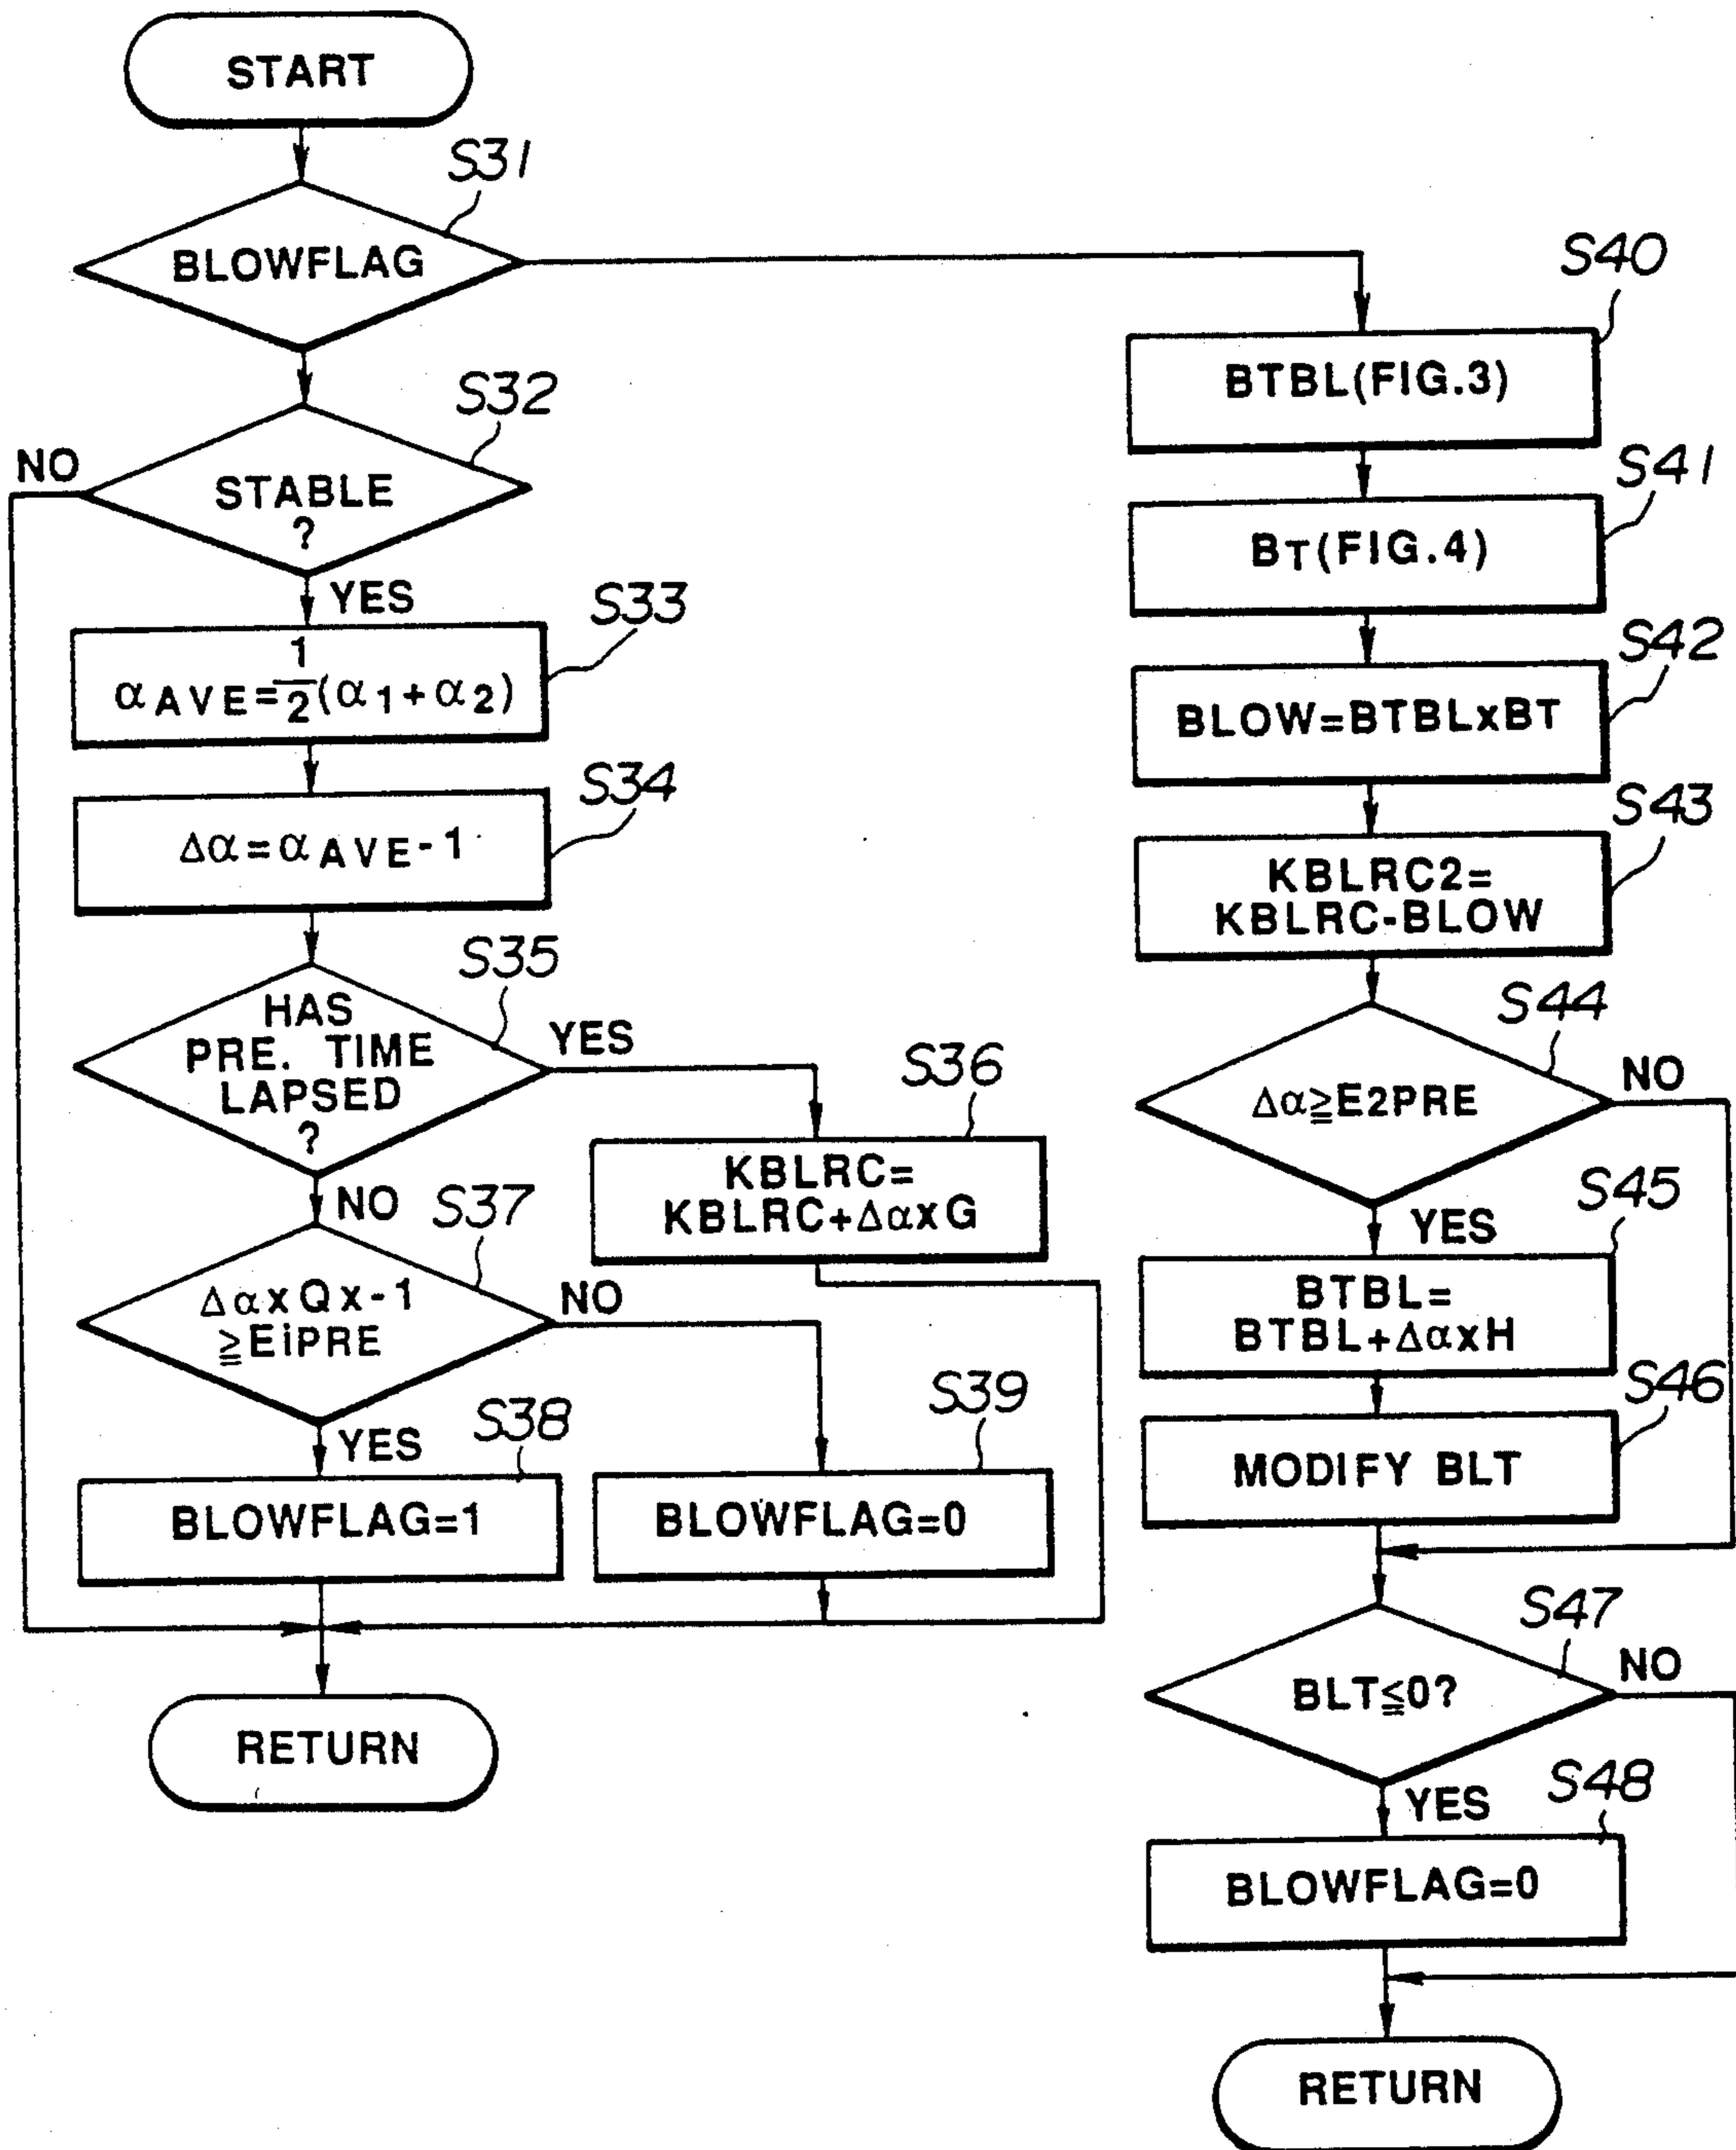 START
S31
BLOWFLAG
S32
NO
STABLE
?
YES
S33
αAVE=1/2(α1+α2)
S34
Δα=αAVE-1
S35
HAS
PRE. TIME
LAPSED
?
YES
S36
KBLRC=
KBLRC+ΔαxG
NO
S37
ΔαxQx-1
≧EiPRE
NO
YES
S38
BLOWFLAG=1
S39
BLOWFLAG=0
RETURN
S40
BTBL(FIG.3)
S41
BT(FIG.4)
S42
BLOW=BTBLxBT
S43
KBLRC2=
KBLRC-BLOW
S44
Δα≧E2PRE
NO
YES
S45
BTBL=
BTBL+ΔαxH
S46
MODIFY BLT
S47
BLT≦0?
NO
YES
S48
BLOWFLAG=0
RETURN